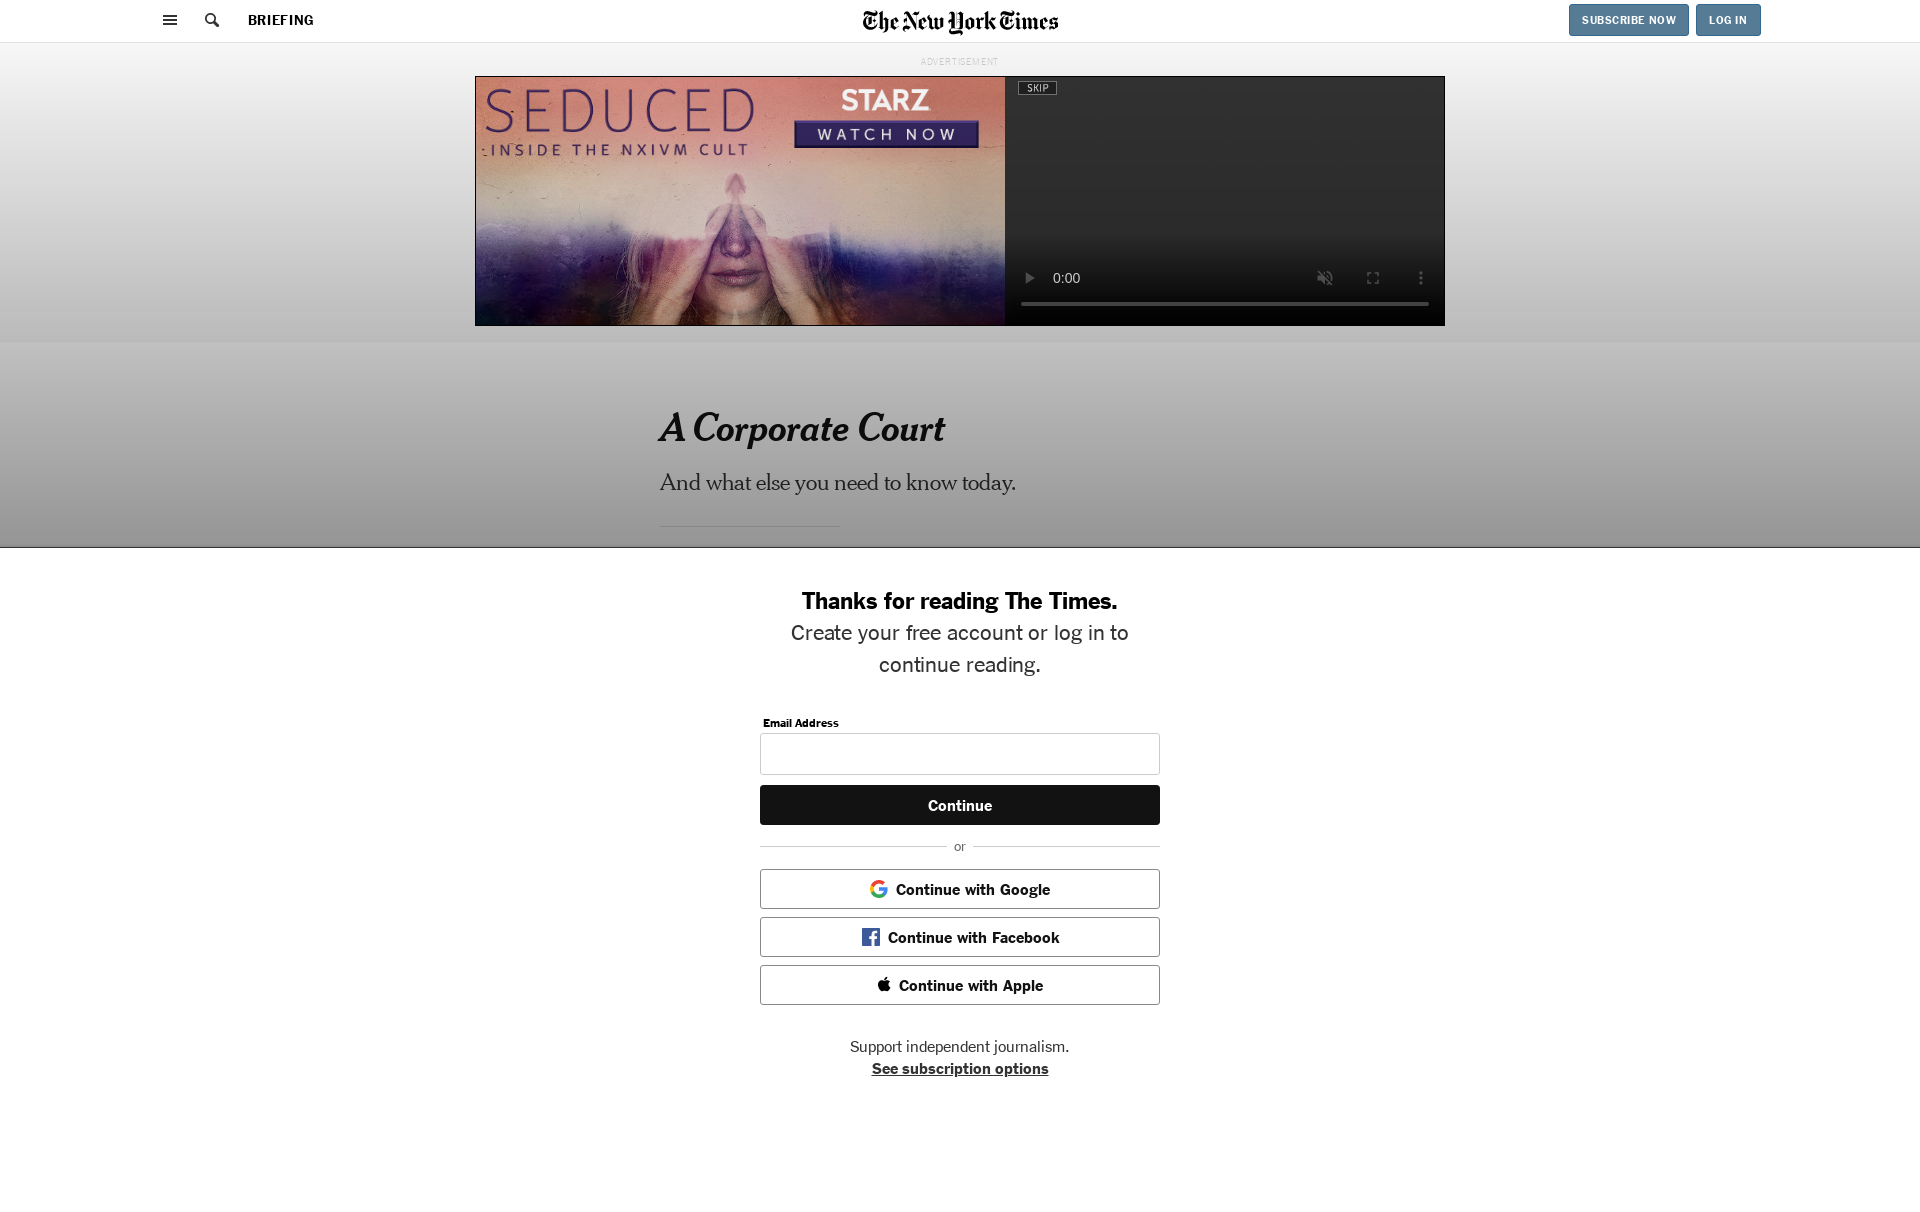 BRIEFING
The New York Times
SUBSCRIBE NOW
LOG IN
ADVERTISEMENT
SEDUCED
INSIDE THE NXIVM CULT
STARZ
WATCH NOW
SKIP
0:00
A Corporate Court
And what else you need to know today.
Thanks for reading The Times.
Create your free account or log in to
continue reading.
Email Address
Continue
or
Continue with Google
Continue with Facebook
Continue with Apple
Support independent journalism.
See subscription options